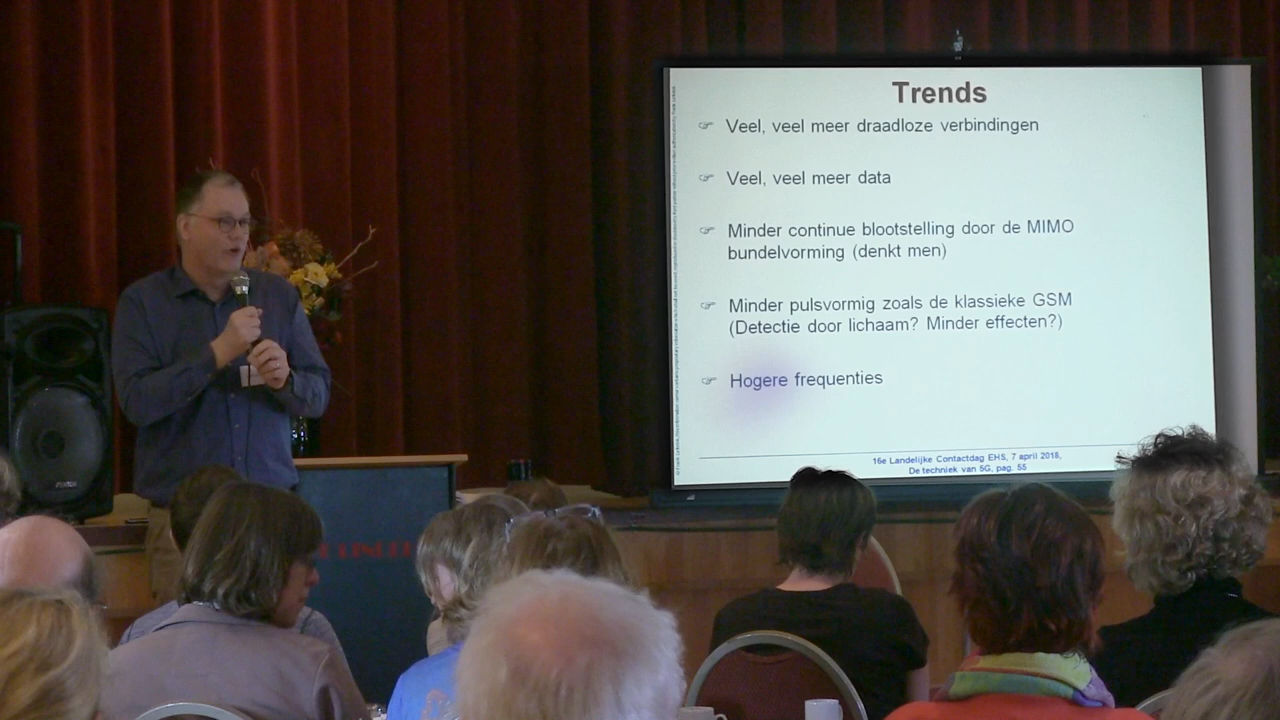 Trends
Veel, veel meer draadloze verbindingen
Veel, veel meer data
Minder continue blootstelling door de MIMO
bundelvorming (denkt men)
Minder pulsvormig zoals de klassieke GSM
(Detectie door lichaam? Minder effecten?)
Hogere frequenties
16e Landelijke Contactdag EHS, 7 april 2018,
De techniek van 5G, pag. 55